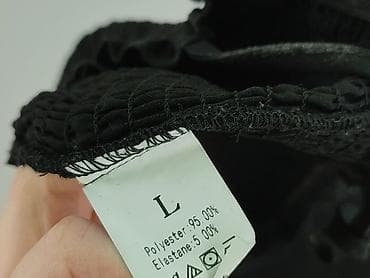 L
Polyester: 95.00%
Elastane: 5.00%